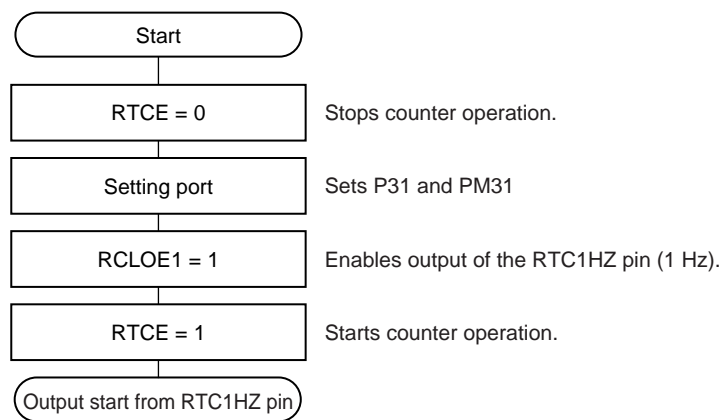 Start
RTCE = 0
Stops counter operation.
Setting port
Sets P31 and PM31
RCLOE1 = 1
Enables output of the RTC1HZ pin (1 Hz).
RTCE = 1
Starts counter operation.
Output start from RTC1HZ pin